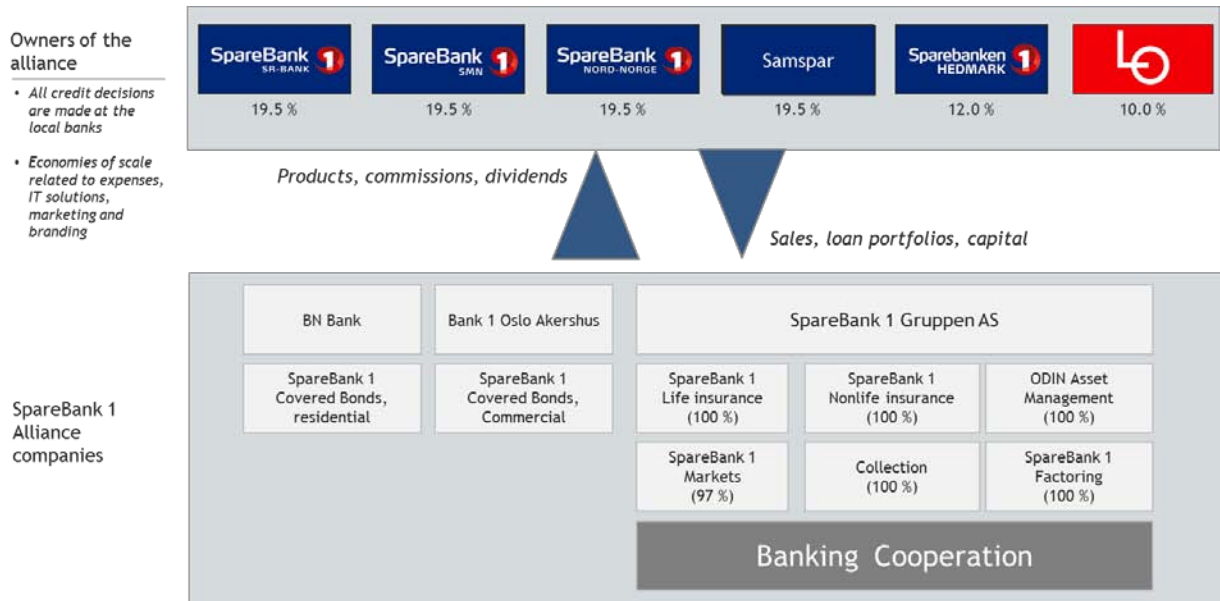 Owners of the
alliance
• All credit decisions
are made at the
local banks
• Economies of scale
related to expenses,
IT solutions,
marketing and
branding
SpareBank 1
SR-BANK
19.5 %
SpareBank 1
SMN
19.5 %
SpareBank 1
NORD-NORGE
19.5 %
Samspar
19.5 %
Sparebanken 1
HEDMARK
12.0 %
LO
10.0 %
Products, commissions, dividends
Sales, loan portfolios, capital
SpareBank 1
Alliance
companies
BN Bank
Bank 1 Oslo Akershus
SpareBank 1 Gruppen AS
SpareBank 1
Covered Bonds,
residential
SpareBank 1
Covered Bonds,
Commercial
SpareBank 1
Life insurance
(100 %)
SpareBank 1
Nonlife insurance
(100 %)
ODIN Asset
Management
(100 %)
SpareBank 1
Markets
(97 %)
Collection
(100 %)
SpareBank 1
Factoring
(100 %)
Banking Cooperation